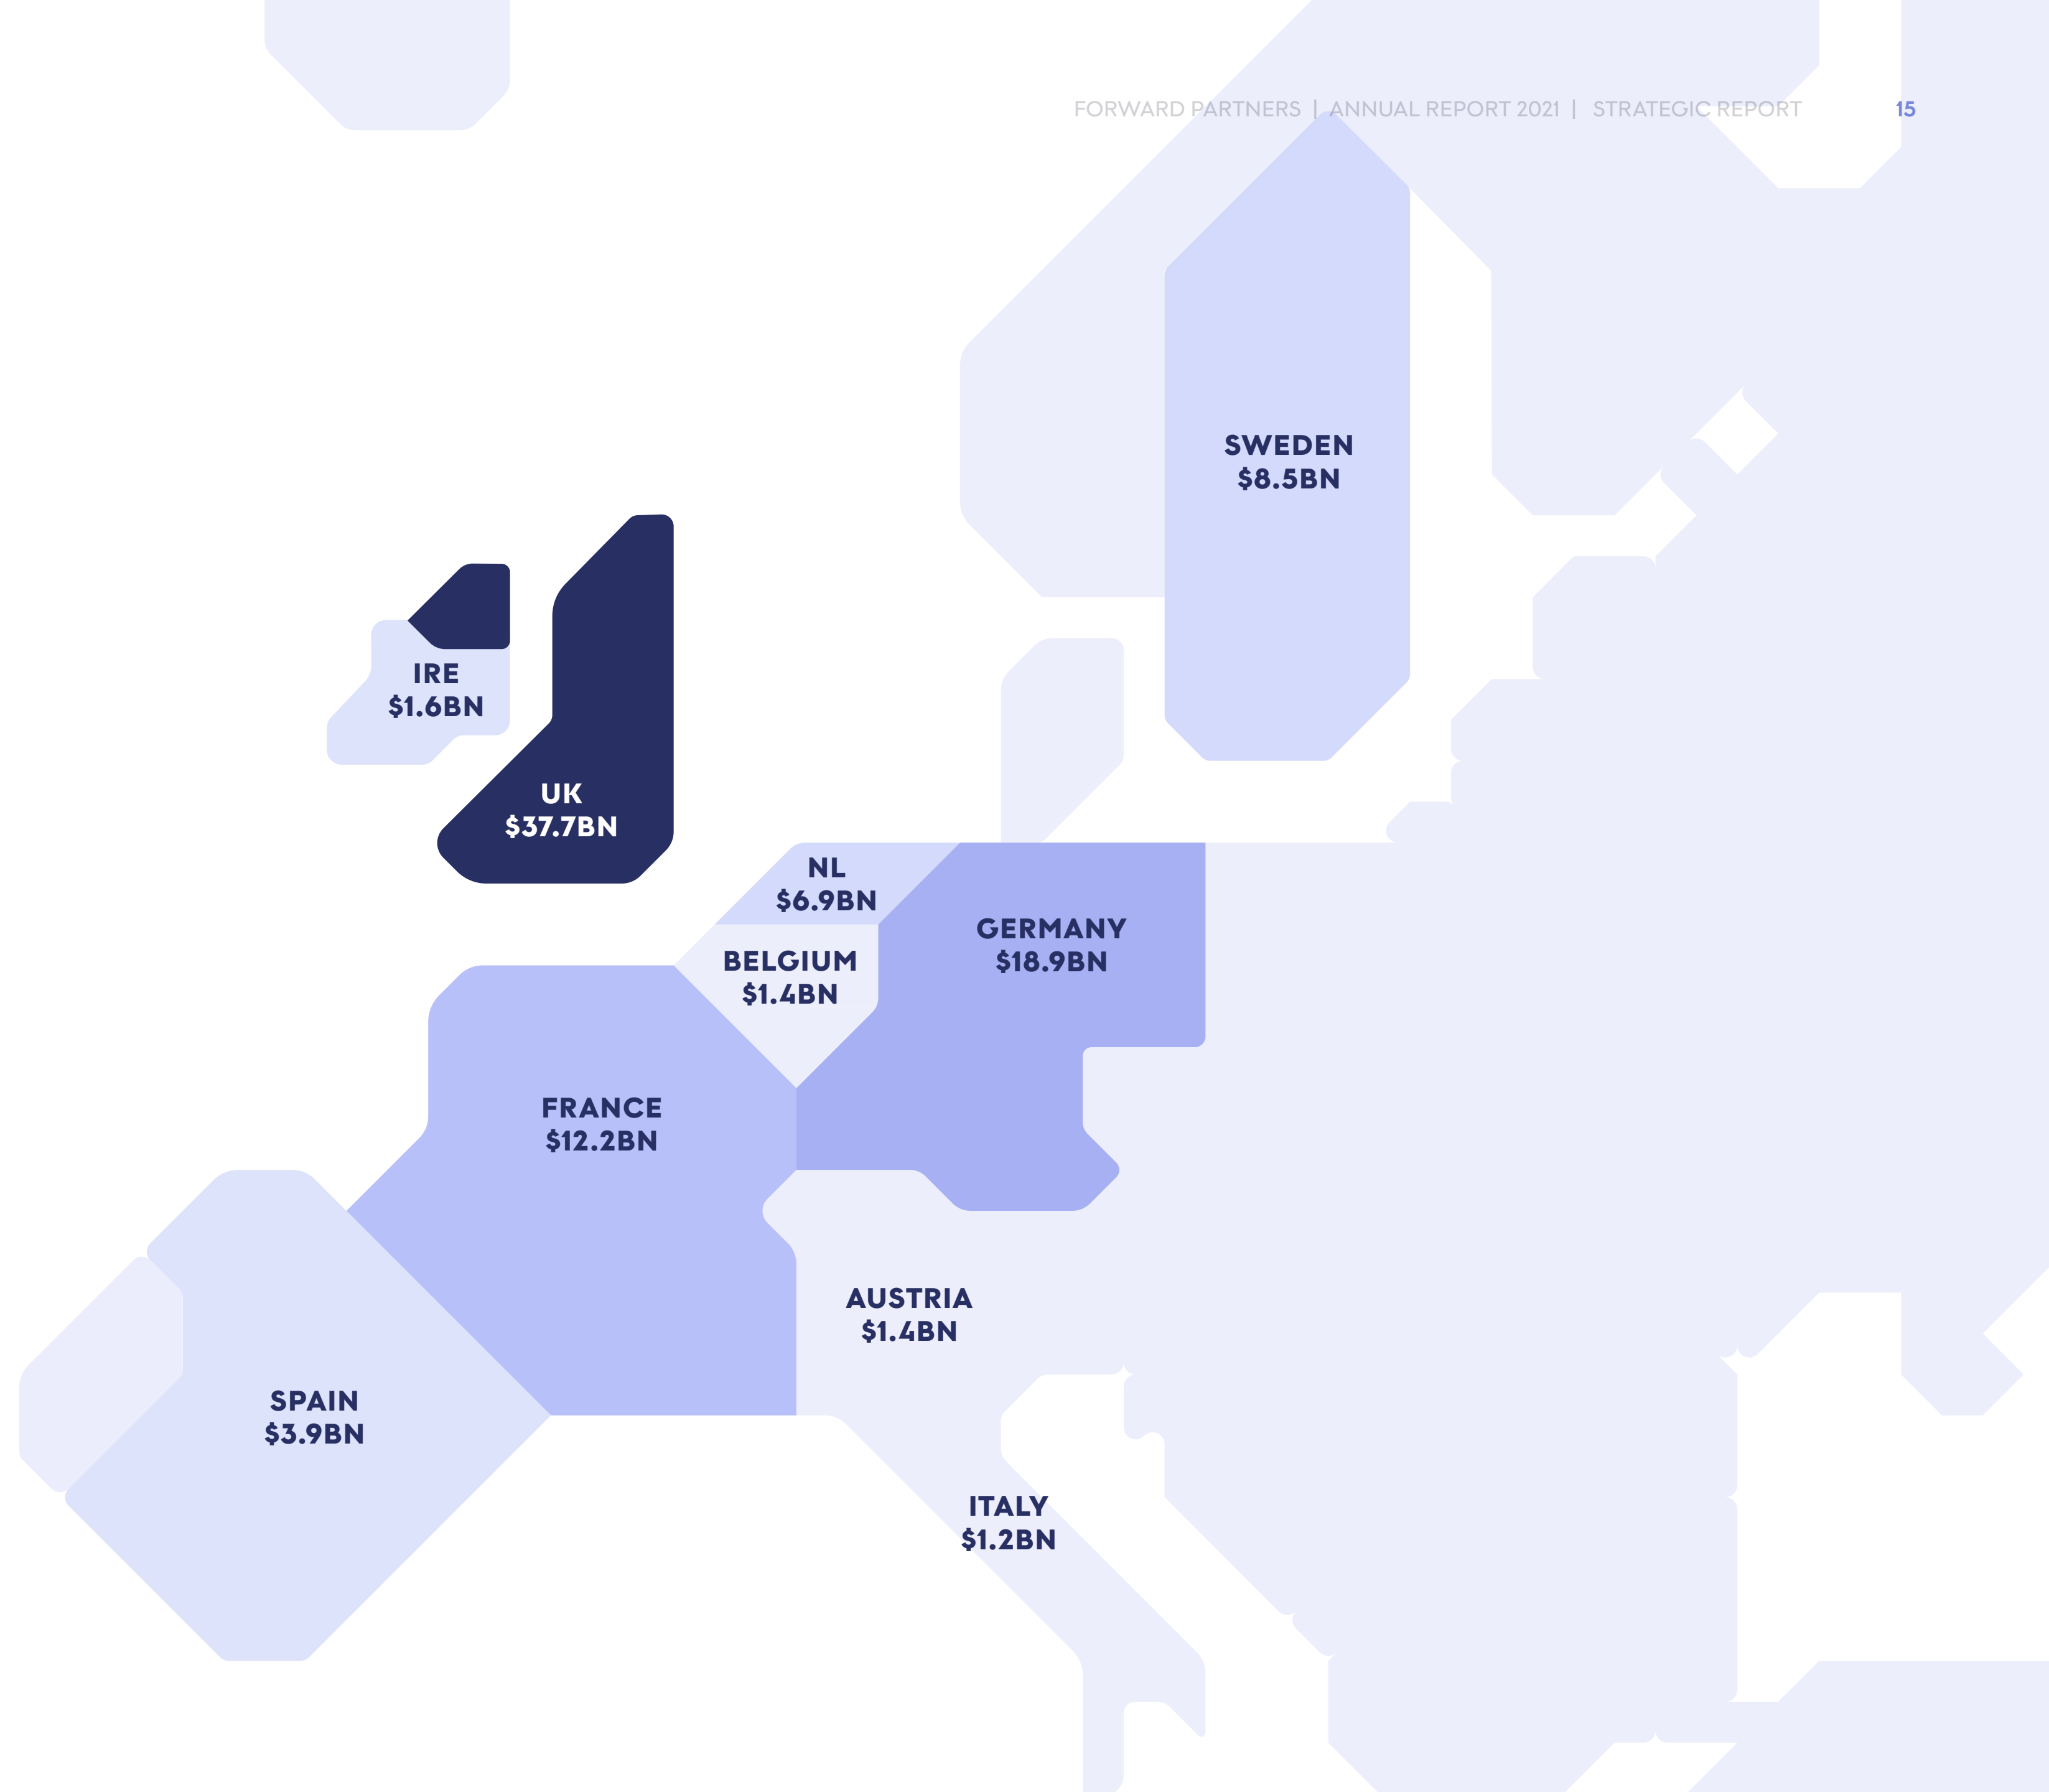 FORWARD PARTNERS | ANNUAL REPORT 2021 | STRATEGIC REPORT 15
SWEDEN
$8.5BN
IRE
$1.6BN
UK
$37.7BN
NL
$6.9BN
GERMANY
$18.9BN
BELGIUM
$1.4BN
FRANCE
$12.2BN
AUSTRIA
$1.4BN
SPAIN
$3.9BN
ITALY
$1.2BN